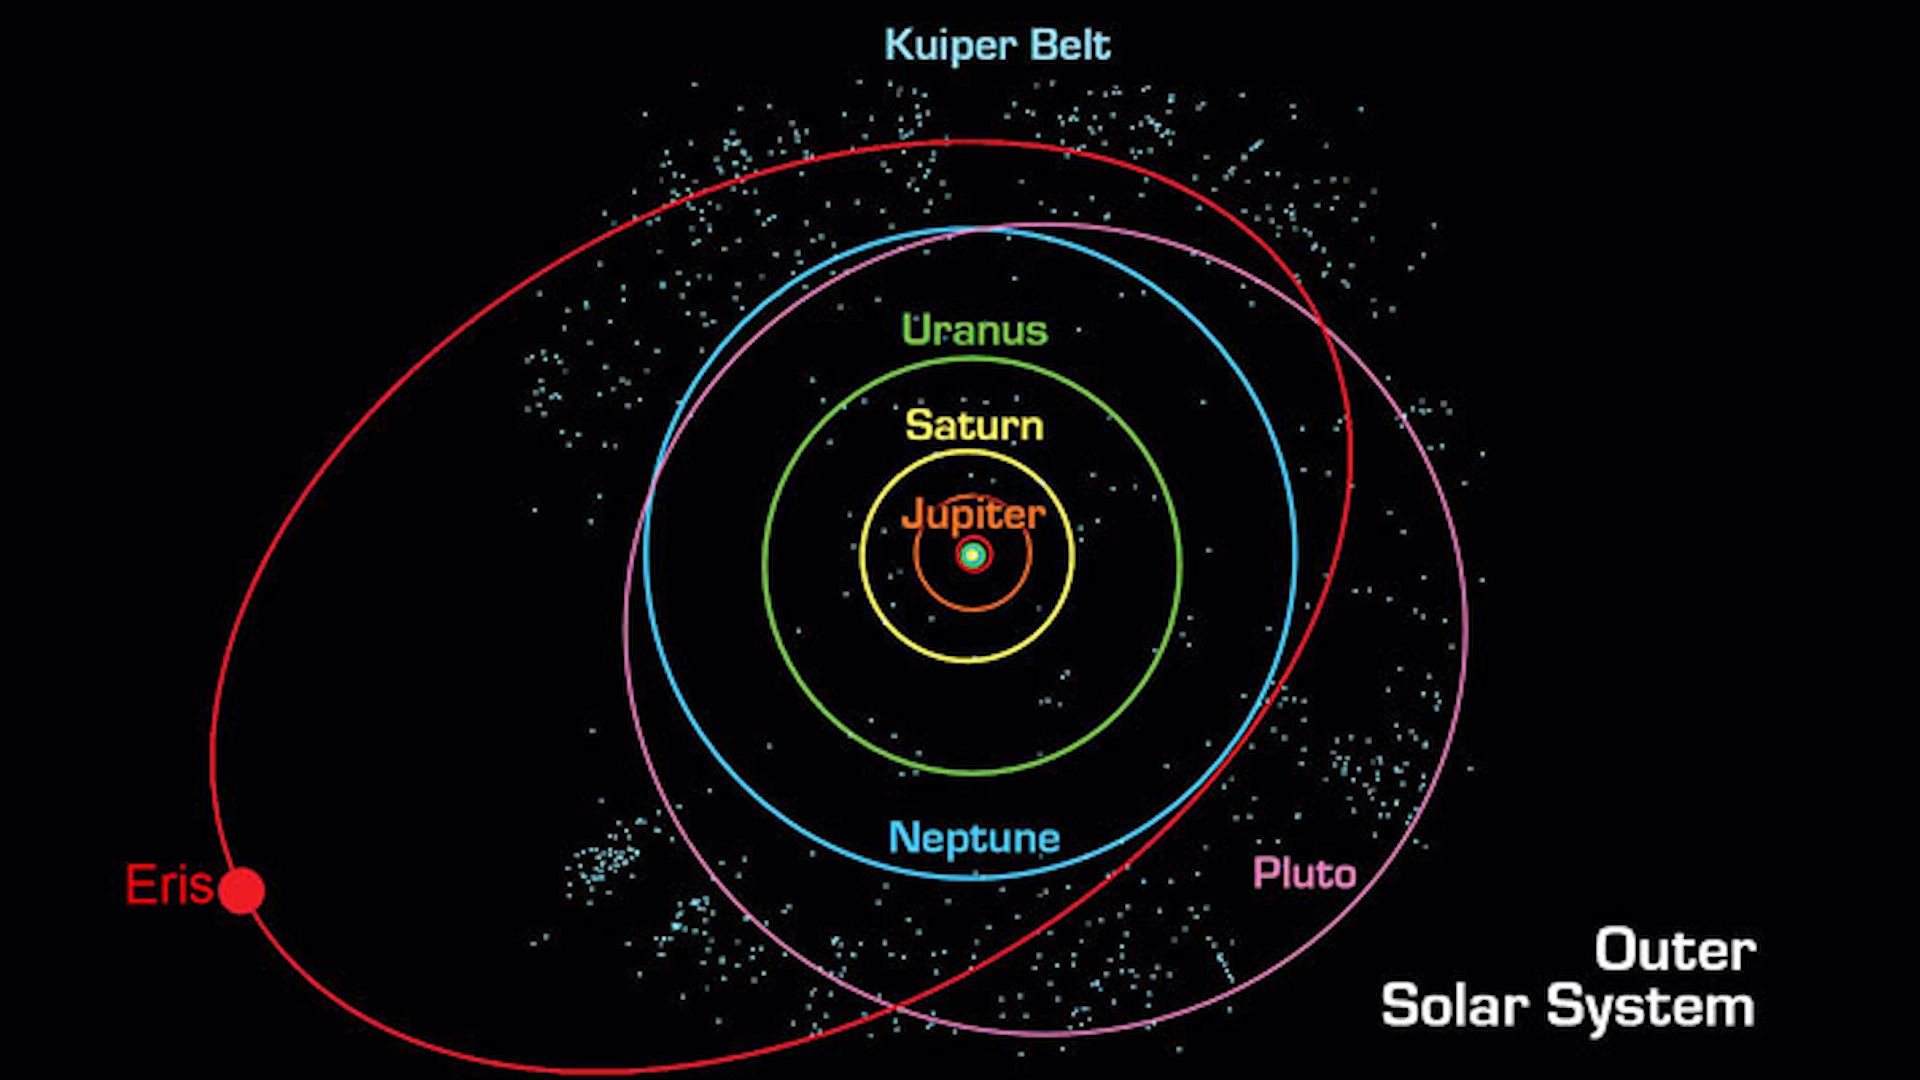 Kuiper Belt
Uranus
Saturn
Jupiter
Neptune
Eris
Pluto
Outer
Solar System